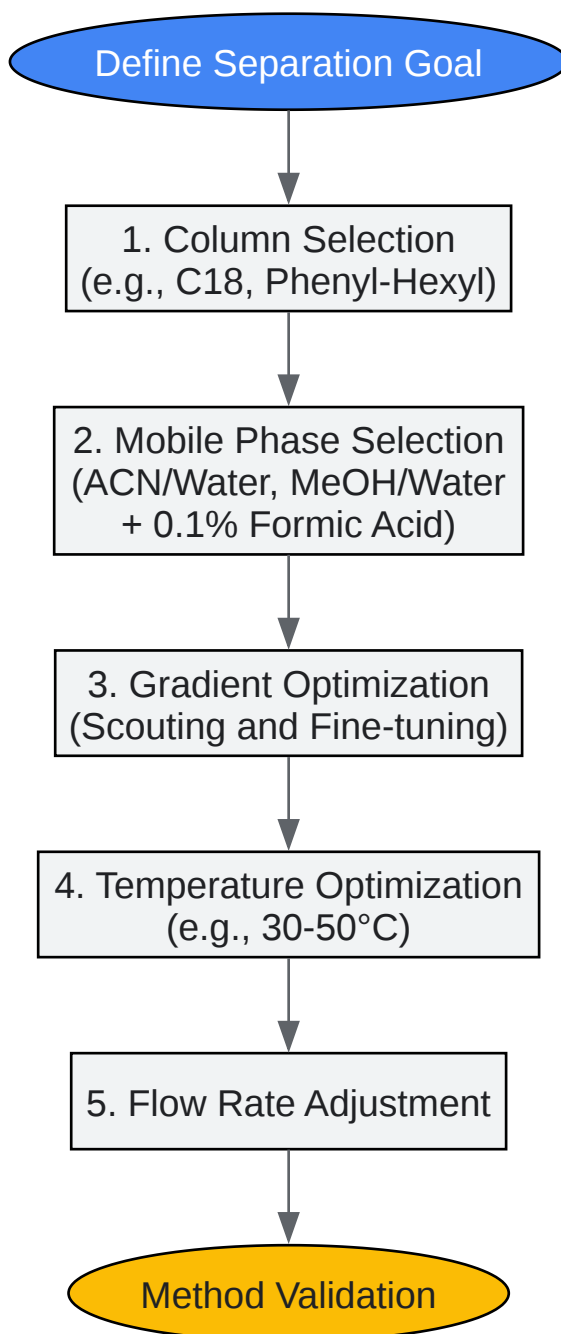 Define Separation Goal
1. Column Selection
(e.g., C18, Phenyl-Hexyl)
2. Mobile Phase Selection
(ACN/Water, MeOH/Water
+ 0.1% Formic Acid)
3. Gradient Optimization
(Scouting and Fine-tuning)
4. Temperature Optimization
(e.g., 30-50°C)
5. Flow Rate Adjustment
Method Validation